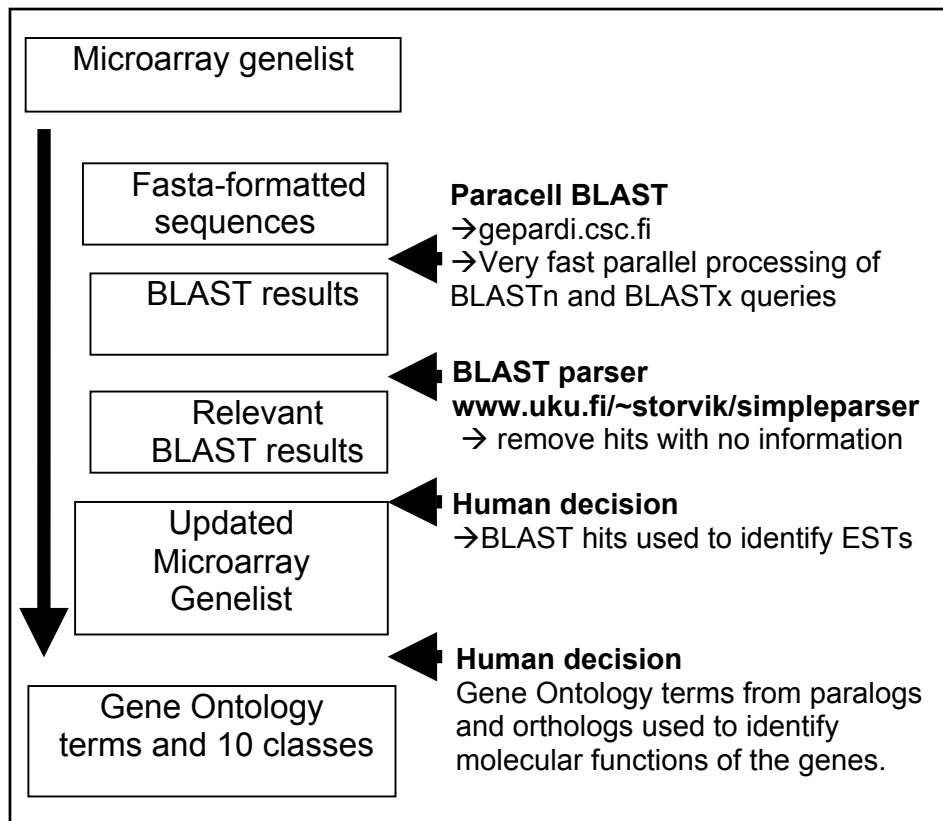 Microarray genelist
Fasta-formatted
sequences
Paracell BLAST
→gepardi.csc.fi
→Very fast parallel processing of
BLASTn and BLASTx queries
BLAST results
BLAST parser
www.uku.fi/~storvik/simpleparser
→ remove hits with no information
Relevant
BLAST results
Human decision
→BLAST hits used to identify ESTs
Updated
Microarray
Genelist
Human decision
Gene Ontology terms from paralogs
and orthologs used to identify
molecular functions of the genes.
Gene Ontology
terms and 10 classes